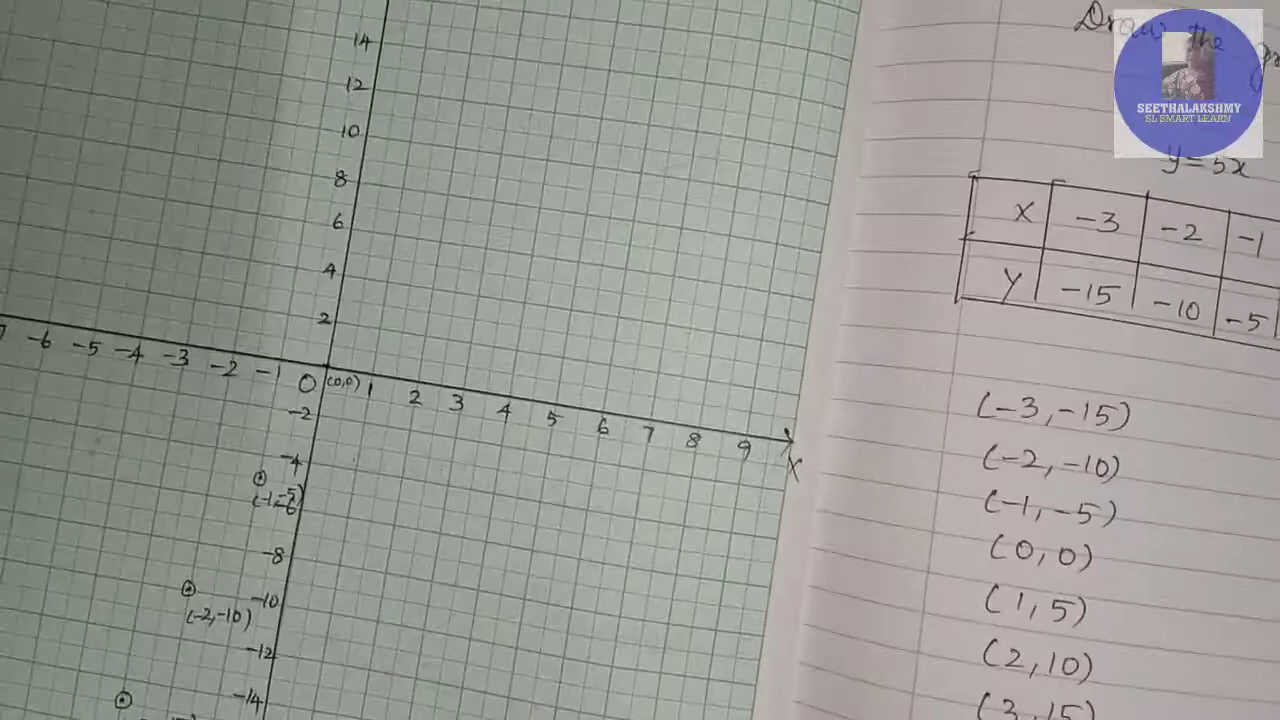 14
12
10
8
6
4
2
-6 -5 -4 -3 -2 -1 0 (0,0) 1 2 3 4 5 6 7 8 9
X
-2
-4
(-1,-5)
-8
-10
(-2,-10)
-12
-14
Draw the
SEETHALAKSHMY
SL SMART LEARN
y = 5x
X -3 -2 -1
Y -15 -10 -5
(-3, -15)
(-2, -10)
(-1, -5)
(0, 0)
(1, 5)
(2, 10)
(3, 15)